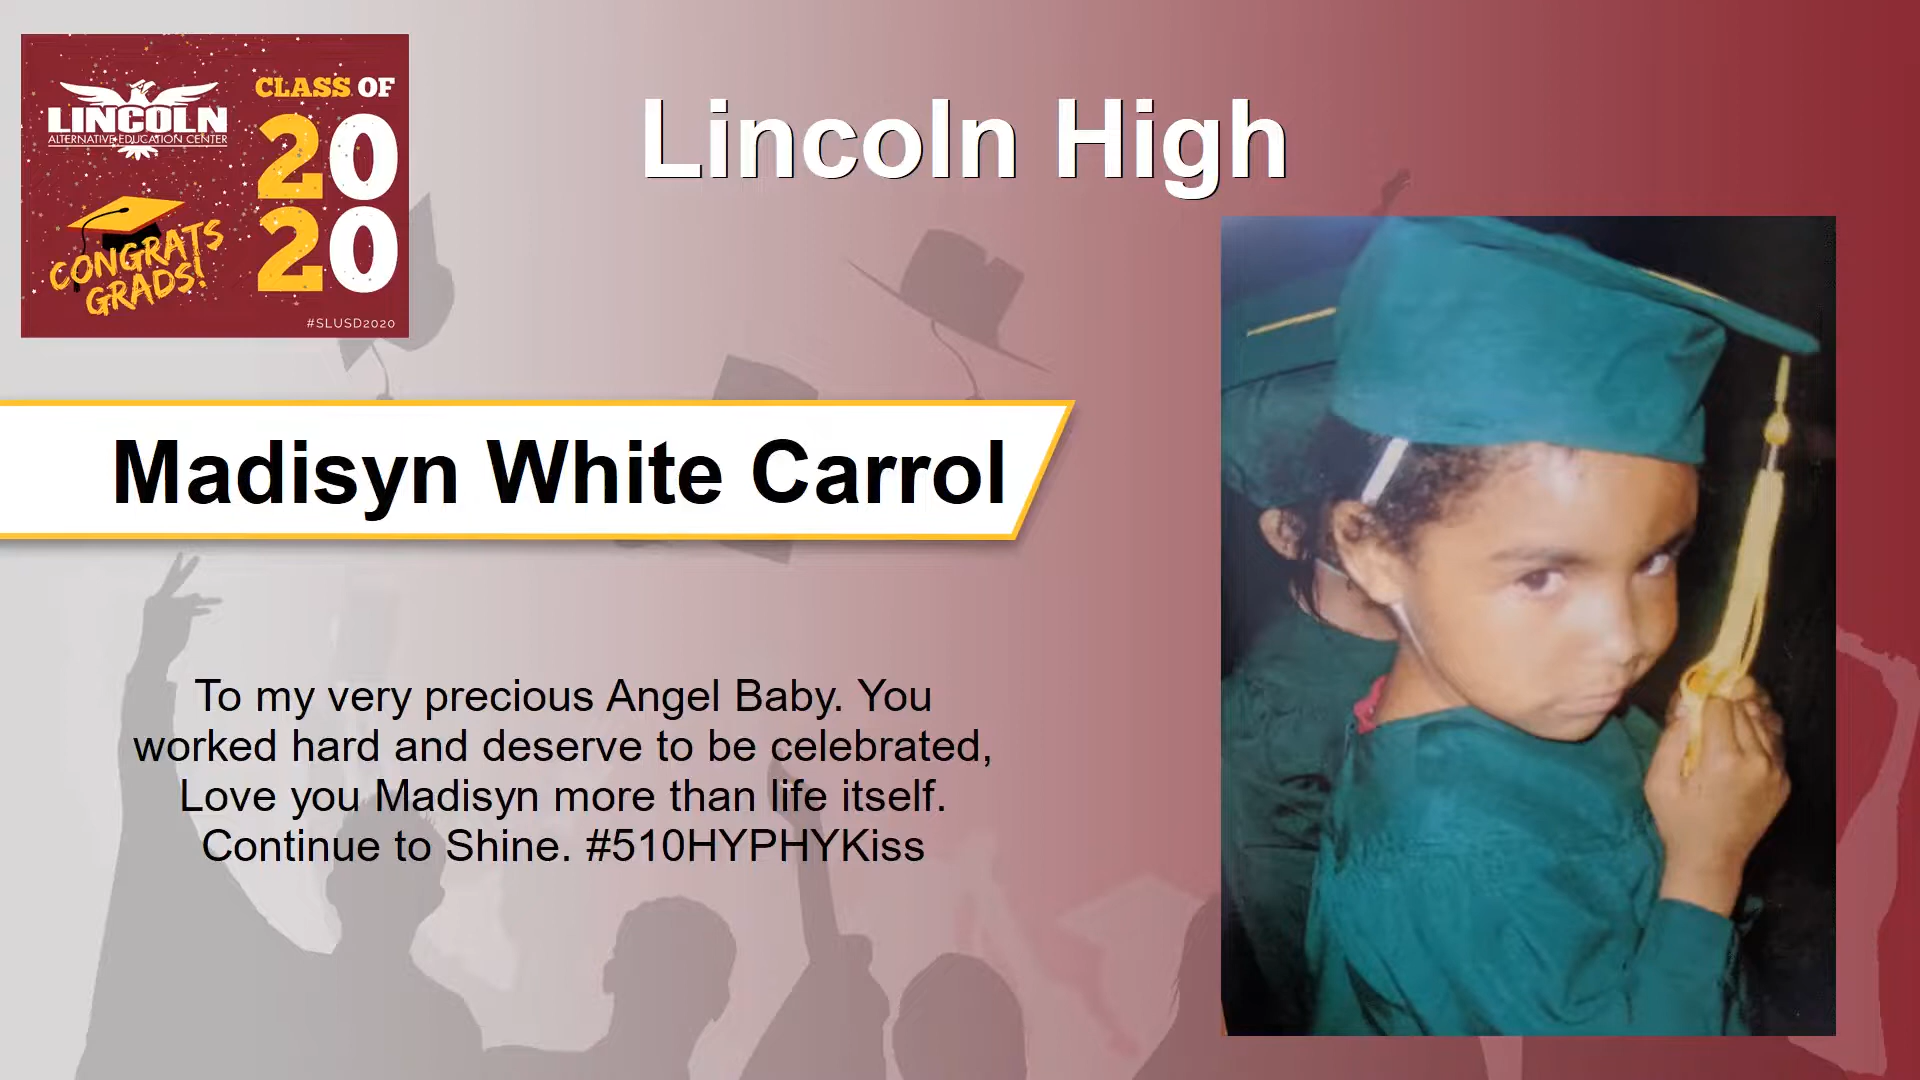 LINCOLN
ALTERNATIVE EDUCATION CENTER
CLASS OF
20
20
CONGRATS
GRADS!
#SLUSD2020
Lincoln High
Madisyn White Carrol
To my very precious Angel Baby. You
worked hard and deserve to be celebrated,
Love you Madisyn more than life itself.
Continue to Shine. #510HYPHYKiss